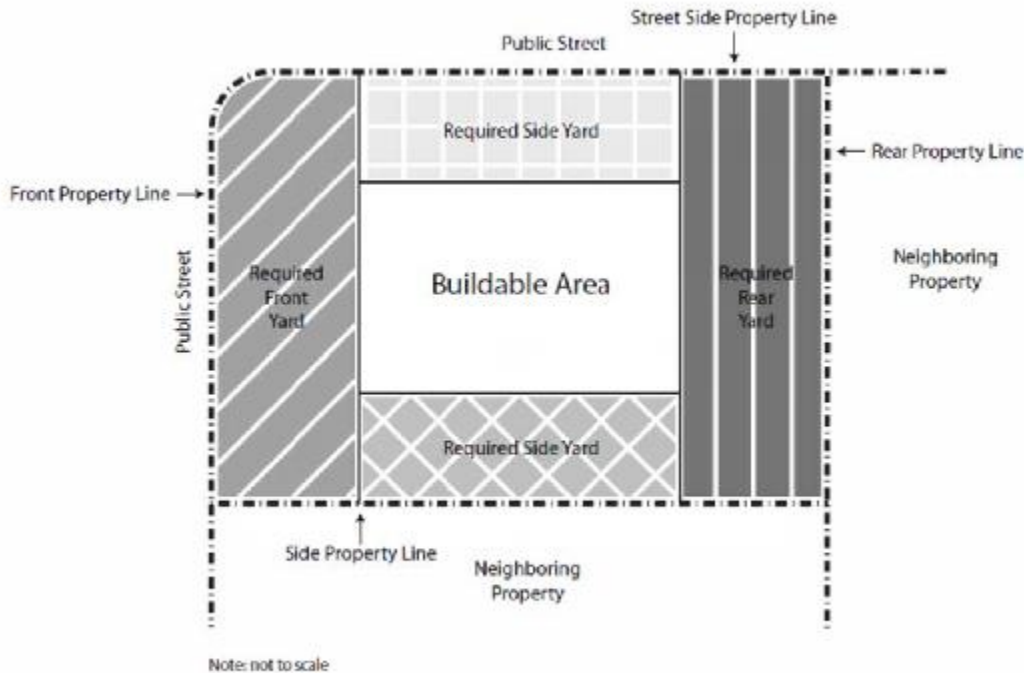 Street Side Property Line
Public Street
Required Side Yard
Rear Property Line
Front Property Line
Neighboring
Property
Public Street
Required
Front
Yard
Buildable Area
Required
Rear
Yard
Required Side Yard
Side Property Line
Neighboring
Property
Note: not to scale